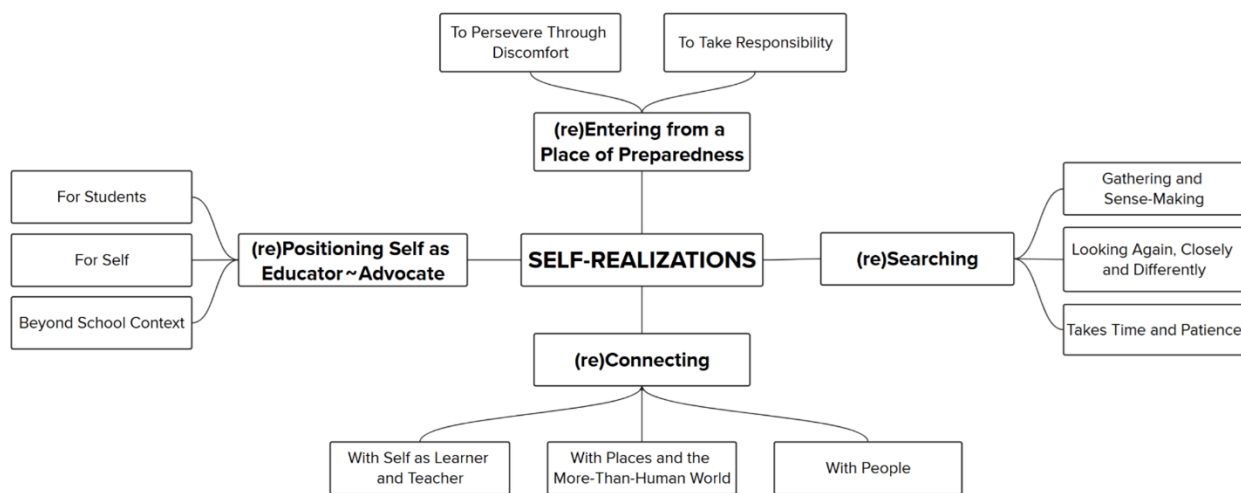 To Persevere Through
Discomfort
To Take Responsibility
(re)Entering from a
Place of Preparedness
For Students
For Self
Beyond School Context
(re)Positioning Self as
Educator~Advocate
SELF-REALIZATIONS
(re)Searching
Gathering and
Sense-Making
Looking Again, Closely
and Differently
Takes Time and Patience
(re)Connecting
With Self as Learner
and Teacher
With Places and the
More-Than-Human World
With People